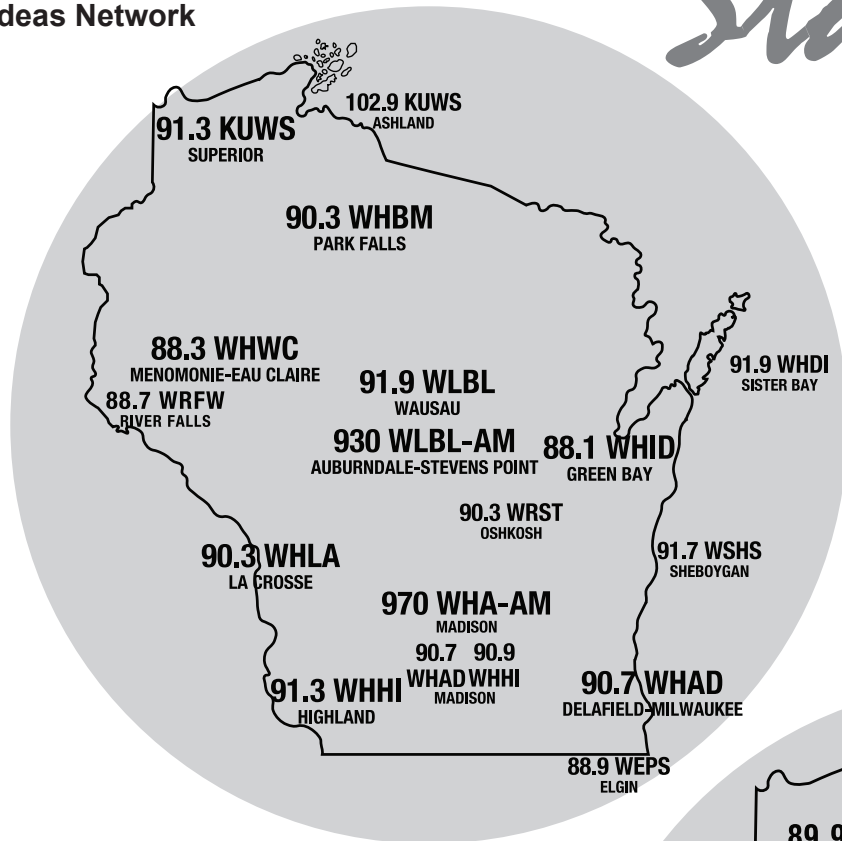 deas Network
102.9 KUWS
ASHLAND
91.3 KUWS
SUPERIOR
90.3 WHBM
PARK FALLS
88.3 WHWC
MENOMONIE-EAU CLAIRE
88.7 WRFW
RIVER FALLS
91.9 WLBL
WAUSAU
91.9 WHDI
SISTER BAY
930 WLBL-AM
AUBURNDALE-STEVENS POINT
88.1 WHID
GREEN BAY
90.3 WRST
OSHKOSH
90.3 WHLA
LA CROSSE
91.7 WSHS
SHEBOYGAN
970 WHA-AM
MADISON
90.7 90.9
WHAD WHHI
MADISON
91.3 WHHI
HIGHLAND
90.7 WHAD
DELAFIELD-MILWAUKEE
88.9 WEPS
ELGIN
89.9